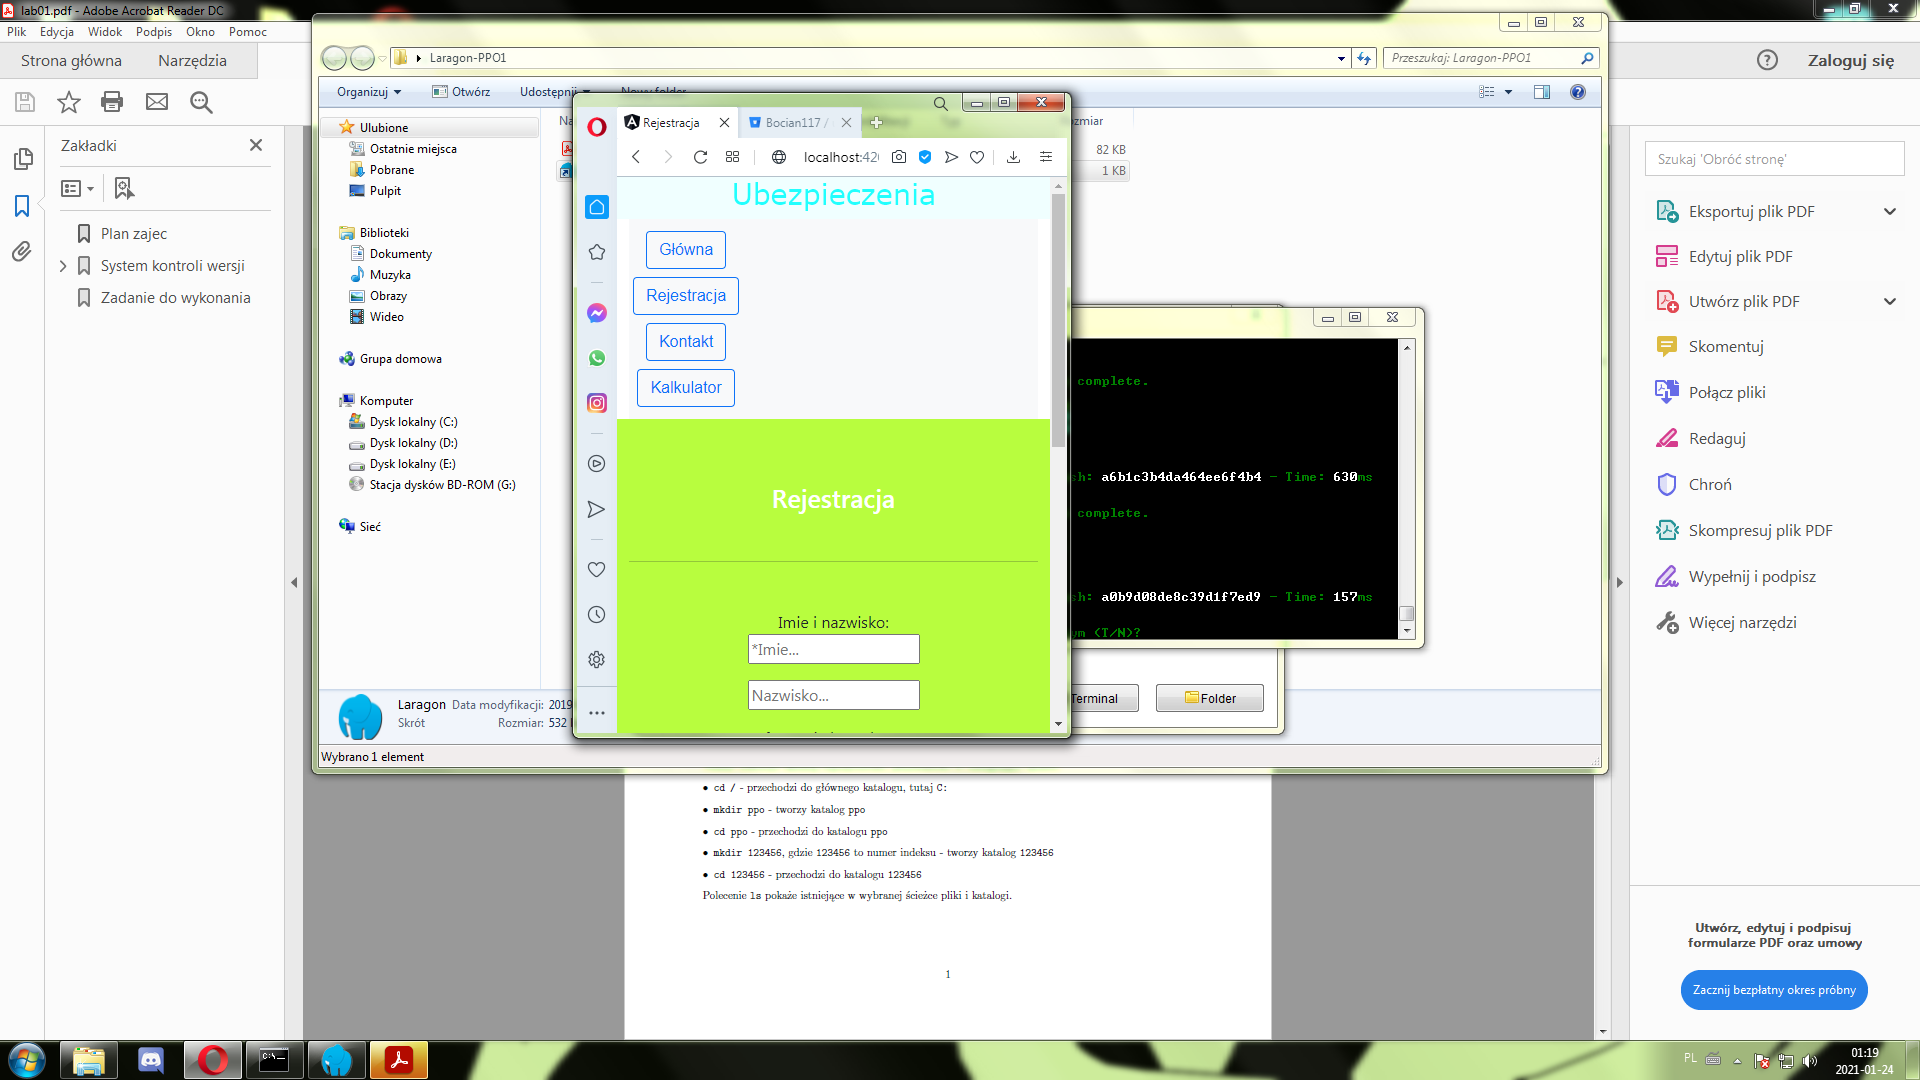 lab01.pdf - Adobe Acrobat Reader DC
Plik Edycja Widok Podpis Okno Pomoc
Strona główna Narzędzia
Zaloguj się
Zakładki
Plan zajec
System kontroli wersji
Zadanie do wykonania
Laragon-PPO1
Przeszukaj: Laragon-PPO1
Organizuj Otwórz
Ulubione
Ostatnie miejsca
Pobrane
Pulpit
Biblioteki
Dokumenty
Muzyka
Obrazy
Wideo
Grupa domowa
Komputer
Dysk lokalny (C:)
Dysk lokalny (D:)
Dysk lokalny (E:)
Stacja dysków BD-ROM (G:)
Sieć
82 KB
1 KB
Laragon Data modyfikacji: 2019
Skrót Rozmiar: 532
Wybrano 1 element
Rejestracja
Bocian117 /
localhost:42
Ubezpieczenia
Główna
Rejestracja
Kontakt
Kalkulator
Rejestracja
Imie i nazwisko:
*Imie...
Nazwisko...
complete.
sh: a6b1c3b4da464ee6f4b4 - Time: 630ms
complete.
sh: a0b9d08de8c39d1f7ed9 - Time: 157ms
ym (T/N)?
Terminal
Folder
• cd / - przechodzi do głównego katalogu, tutaj C:
• mkdir ppo - tworzy katalog ppo
• cd ppo - przechodzi do katalogu ppo
• mkdir 123456, gdzie 123456 to numer indeksu - tworzy katalog 123456
• cd 123456 - przechodzi do katalogu 123456
Polecenie ls pokaże istniejące w wybranej ścieżce pliki i katalogi.
1
Szukaj 'Obróć stronę'
Eksportuj plik PDF
Edytuj plik PDF
Utwórz plik PDF
Skomentuj
Połącz pliki
Redaguj
Chroń
Skompresuj plik PDF
Wypełnij i podpisz
Więcej narzędzi
Utwórz, edytuj i podpisuj
formularze PDF oraz umowy
Zacznij bezpłatny okres próbny
PL
01:19
2021-01-24